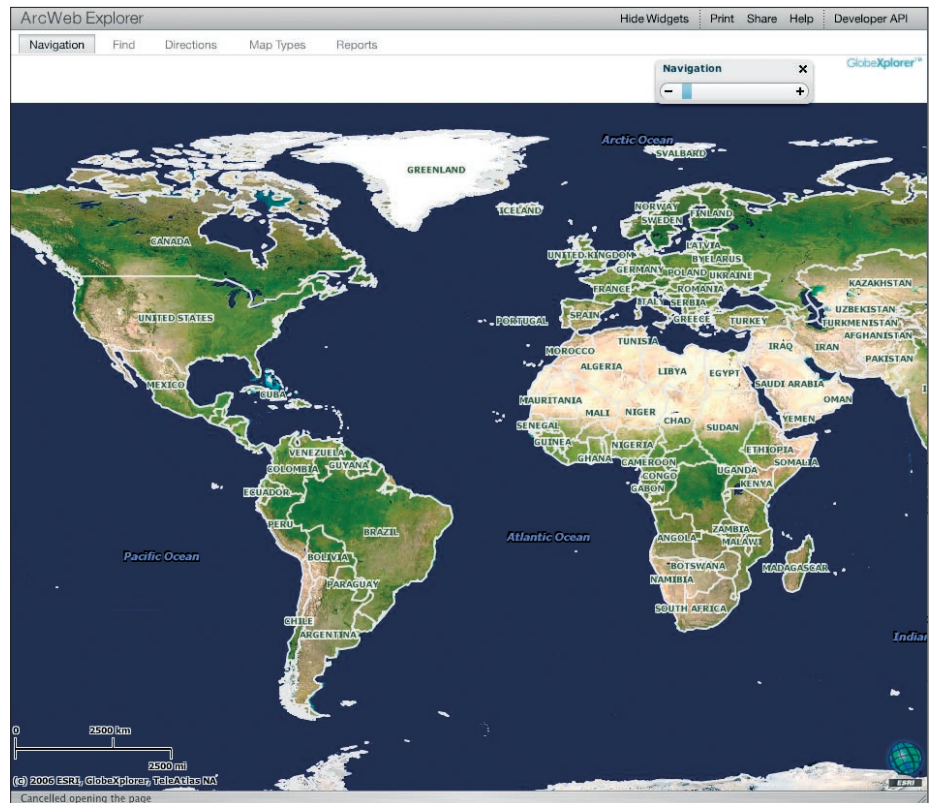 ArcWeb Explorer
Hide Widgets Print Share Help Developer API
Navigation Find Directions Map Types Reports
GlobeXplorer™
Navigation ×
− +
Arctic Ocean
SVALBARD
GREENLAND
ICELAND
NORWAY
SWEDEN
FINLAND
CANADA
LATVIA
UNITED KINGDOM
BYELARUS
GERMANY
POLAND
UKRAINE
FRANCE
ROMANIA
KAZAKHSTAN
ITALY
SERBIA
UZBEKISTAN
UNITED STATES
PORTUGAL
SPAIN
GREECE
TURKEY
TURKMENISTAN
AFGHANISTAN
TUNISIA
MOROCCO
IRAQ
IRAN
PAKISTAN
ALGERIA
LIBYA
EGYPT
MEXICO
CUBA
SAUDI ARABIA
OMAN
MAURITANIA
MALI
NIGER
CHAD
SUDAN
YEMEN
SENEGAL
GUINEA
NIGERIA
GHANA
CAMEROON
ETHIOPIA
SOMALIA
VENEZUELA
COLOMBIA
GUYANA
CONGO
UGANDA
GABON
KENYA
ECUADOR
PERU
BRAZIL
Atlantic Ocean
ANGOLA
ZAMBIA
MALAWI
Pacific Ocean
BOLIVIA
BOTSWANA
MADAGASCAR
NAMIBIA
PARAGUAY
SOUTH AFRICA
CHILE
ARGENTINA
Indian
0 2500 km
2500 mi
(c) 2006 ESRI, GlobeXplorer, TeleAtlas NA
ESRI
Cancelled opening the page